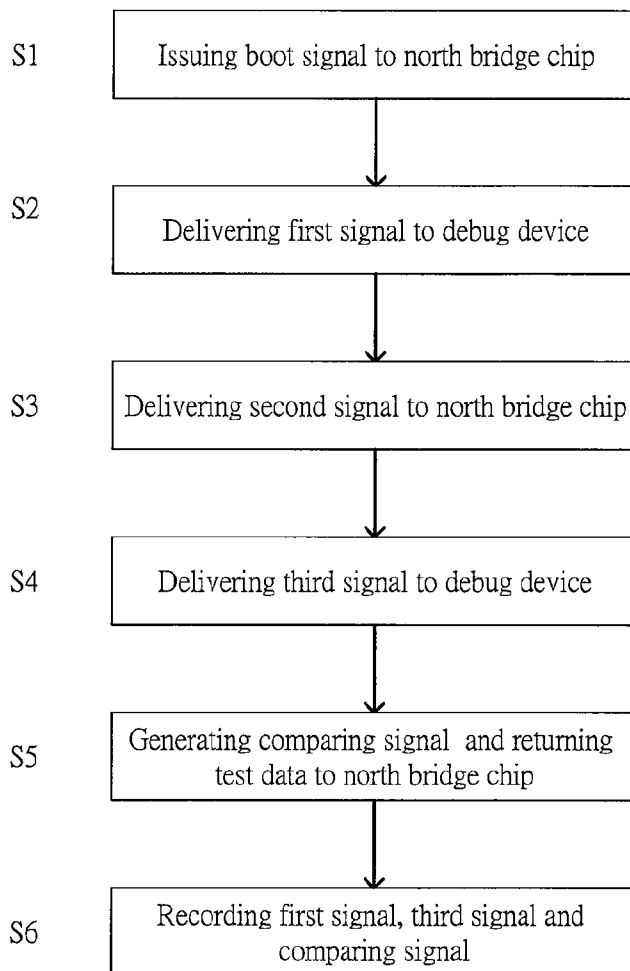 S1
Issuing boot signal to north bridge chip
S2
Delivering first signal to debug device
S3
Delivering second signal to north bridge chip
S4
Delivering third signal to debug device
S5
Generating comparing signal and returning
test data to north bridge chip
S6
Recording first signal, third signal and
comparing signal